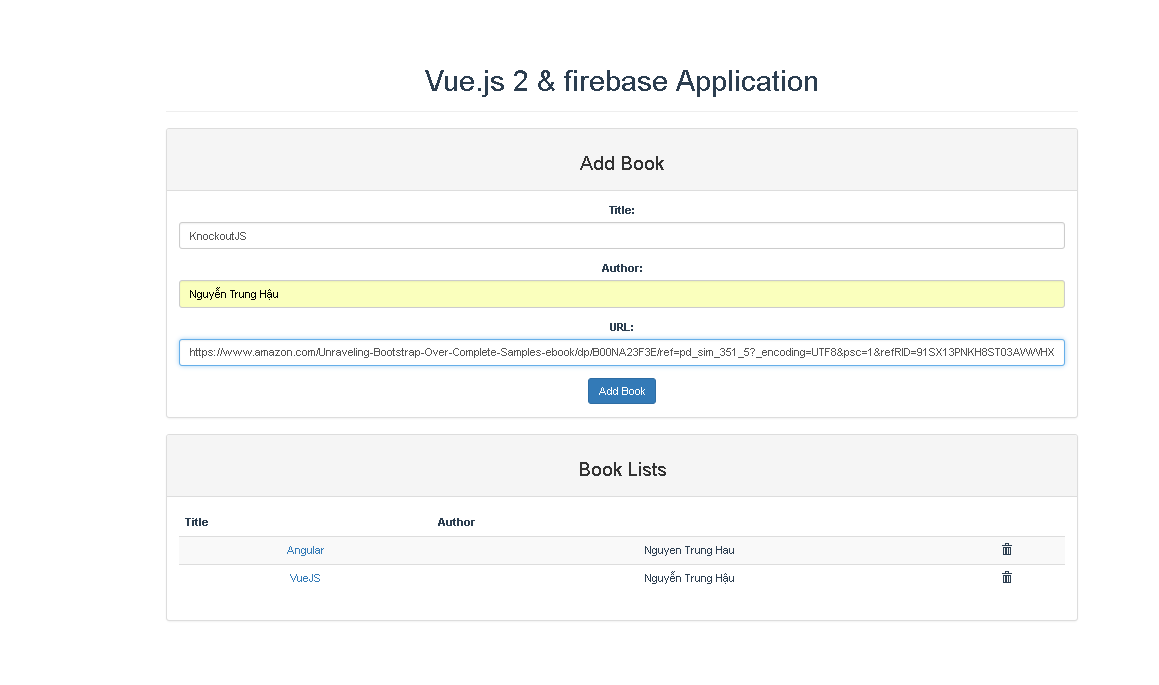 Vue.js 2 & firebase Application
Add Book
Title:
KnockoutJS
Author:
Nguyễn Trung Hậu
URL:
https://www.amazon.com/Unraveling-Bootstrap-Over-Complete-Samples-ebook/dp/B00NA23F3E/ref=pd_sim_351_5?_encoding=UTF8&psc=1&refRID=91SX13PNKH8ST03AVWVHX
Add Book
Book Lists
Title Author
Angular Nguyen Trung Hau
VueJS Nguyễn Trung Hậu